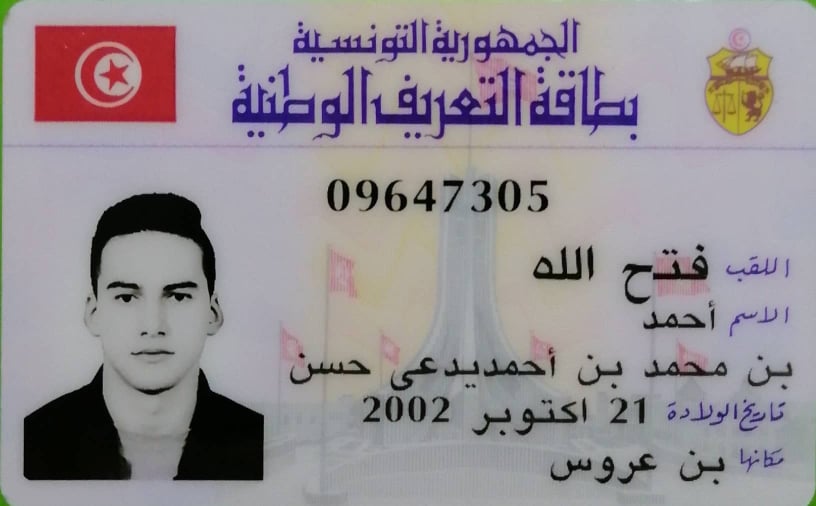 الجمهورية التونسية
بطاقة التعريف الوطنية
09647305
اللقب فتح الله
الاسم أحمد
بن محمد بن أحمديدعى حسن
تاريخ الولادة 21 اكتوبر 2002
مكانها بن عروس